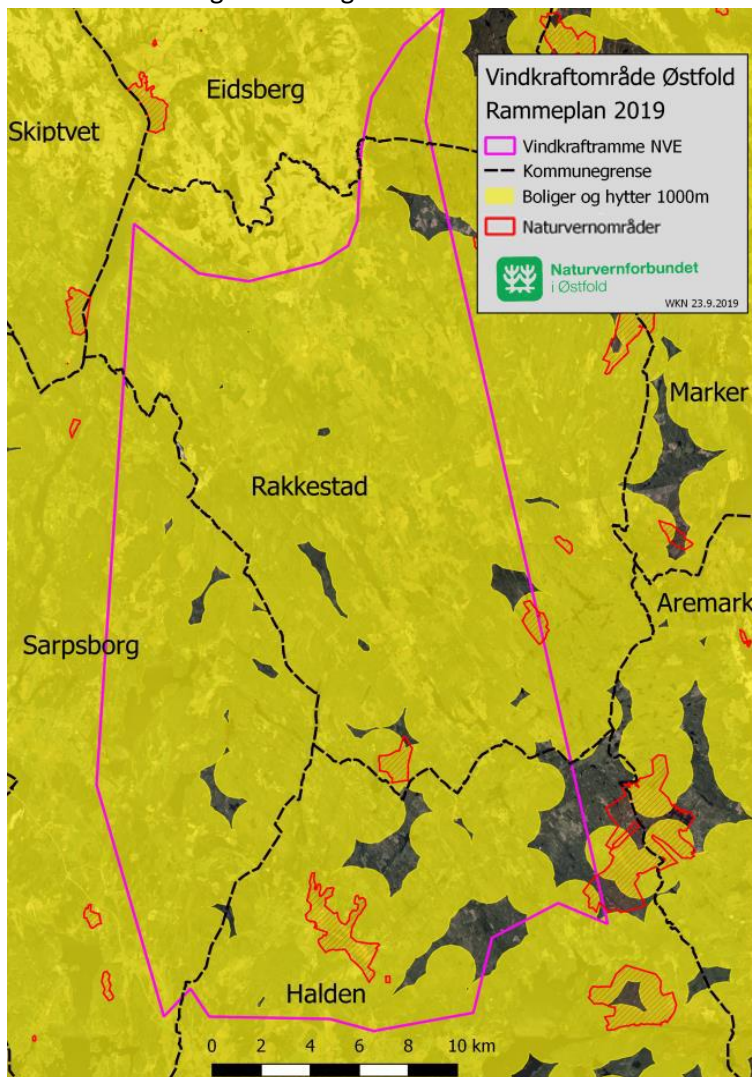 Vindkraftområde Østfold
Rammeplan 2019
Vindkraftramme NVE
Kommunegrense
Boliger og hytter 1000m
Naturvernområder
Naturvernforbundet
i Østfold
WKN 23.9.2019
Eidsberg
Skiptvet
Marker
Rakkestad
Aremark
Sarpsborg
Halden
0 2 4 6 8 10 km